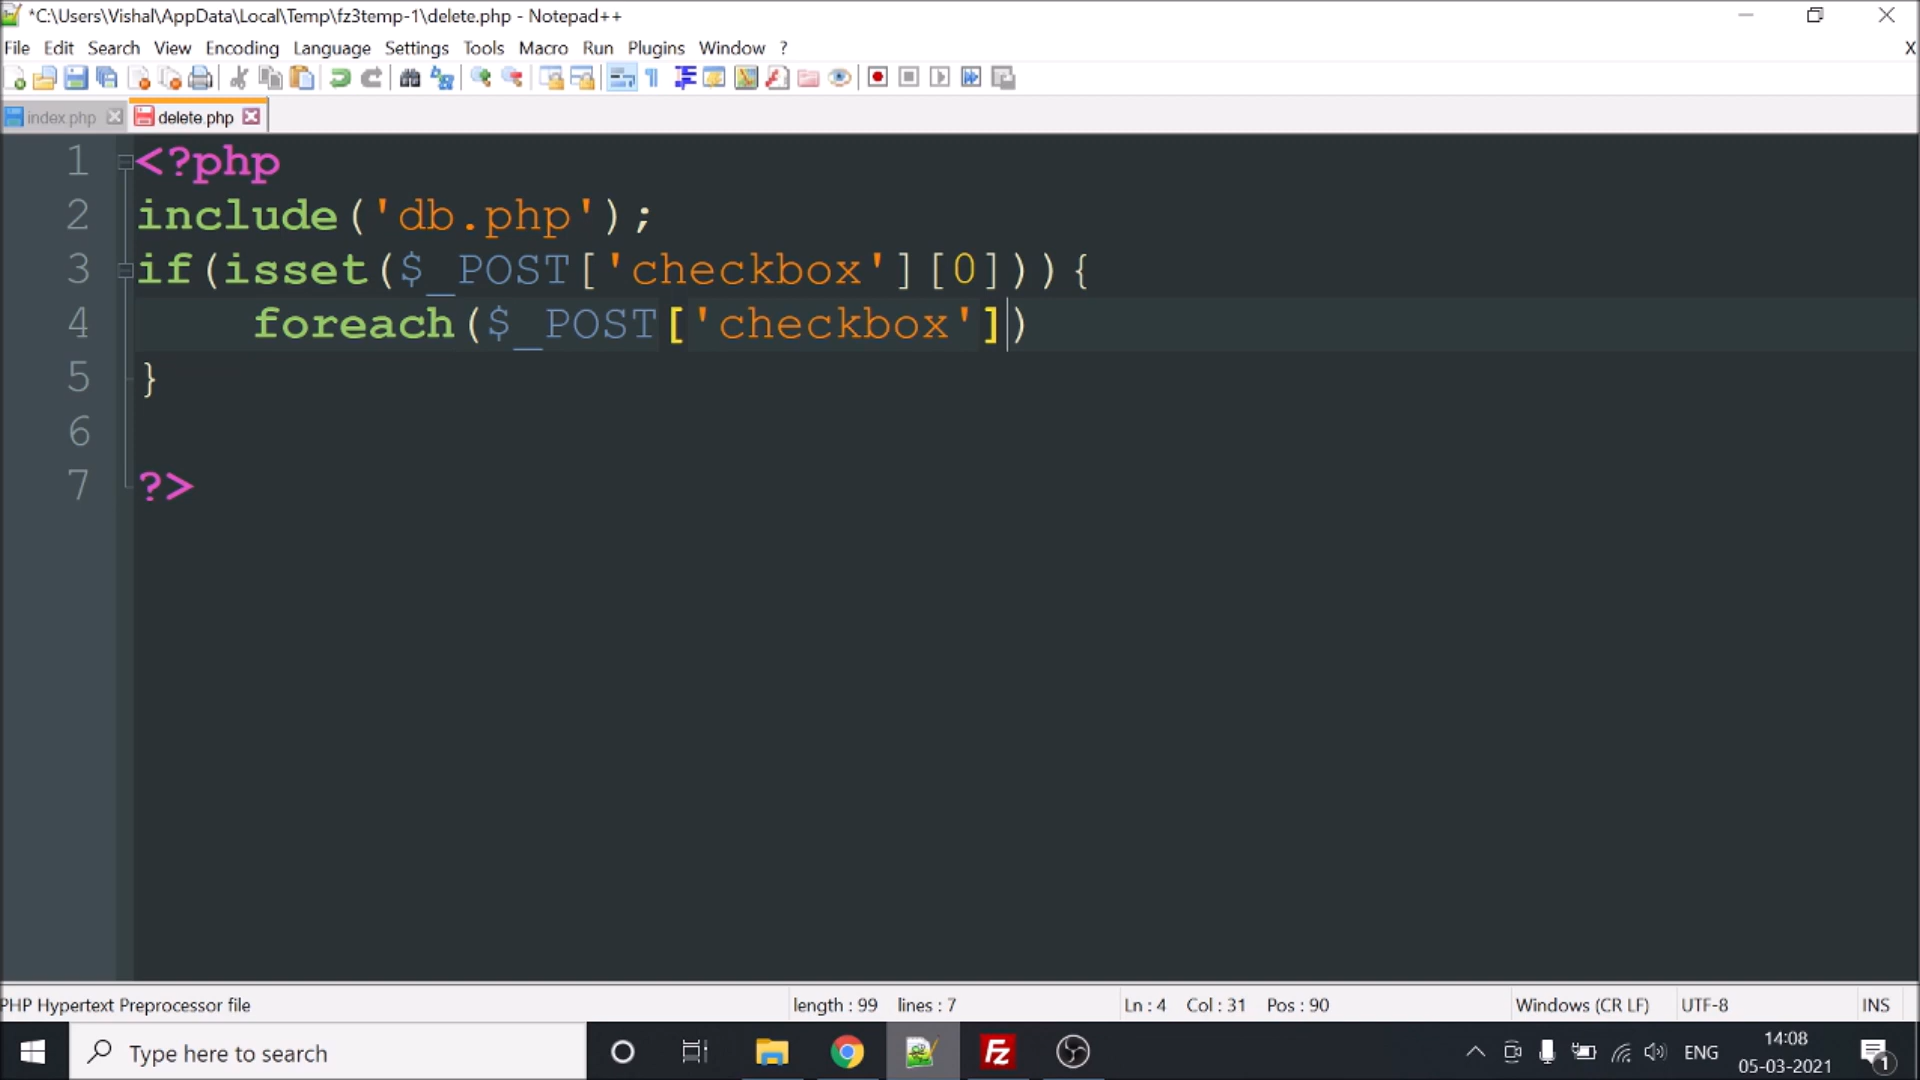 *C:\Users\Vishal\AppData\Local\Temp\fz3temp-1\delete.php - Notepad++
File Edit Search View Encoding Language Settings Tools Macro Run Plugins Window ? X
index.php delete.php
1 <?php
2 include('db.php');
3 if(isset($_POST['checkbox'][0])){
4 foreach($_POST['checkbox'])
5 }
6
7 ?>
PHP Hypertext Preprocessor file length : 99 lines : 7 Ln : 4 Col : 31 Pos : 90 Windows (CR LF) UTF-8 INS
Type here to search ENG 14:08
05-03-2021 1